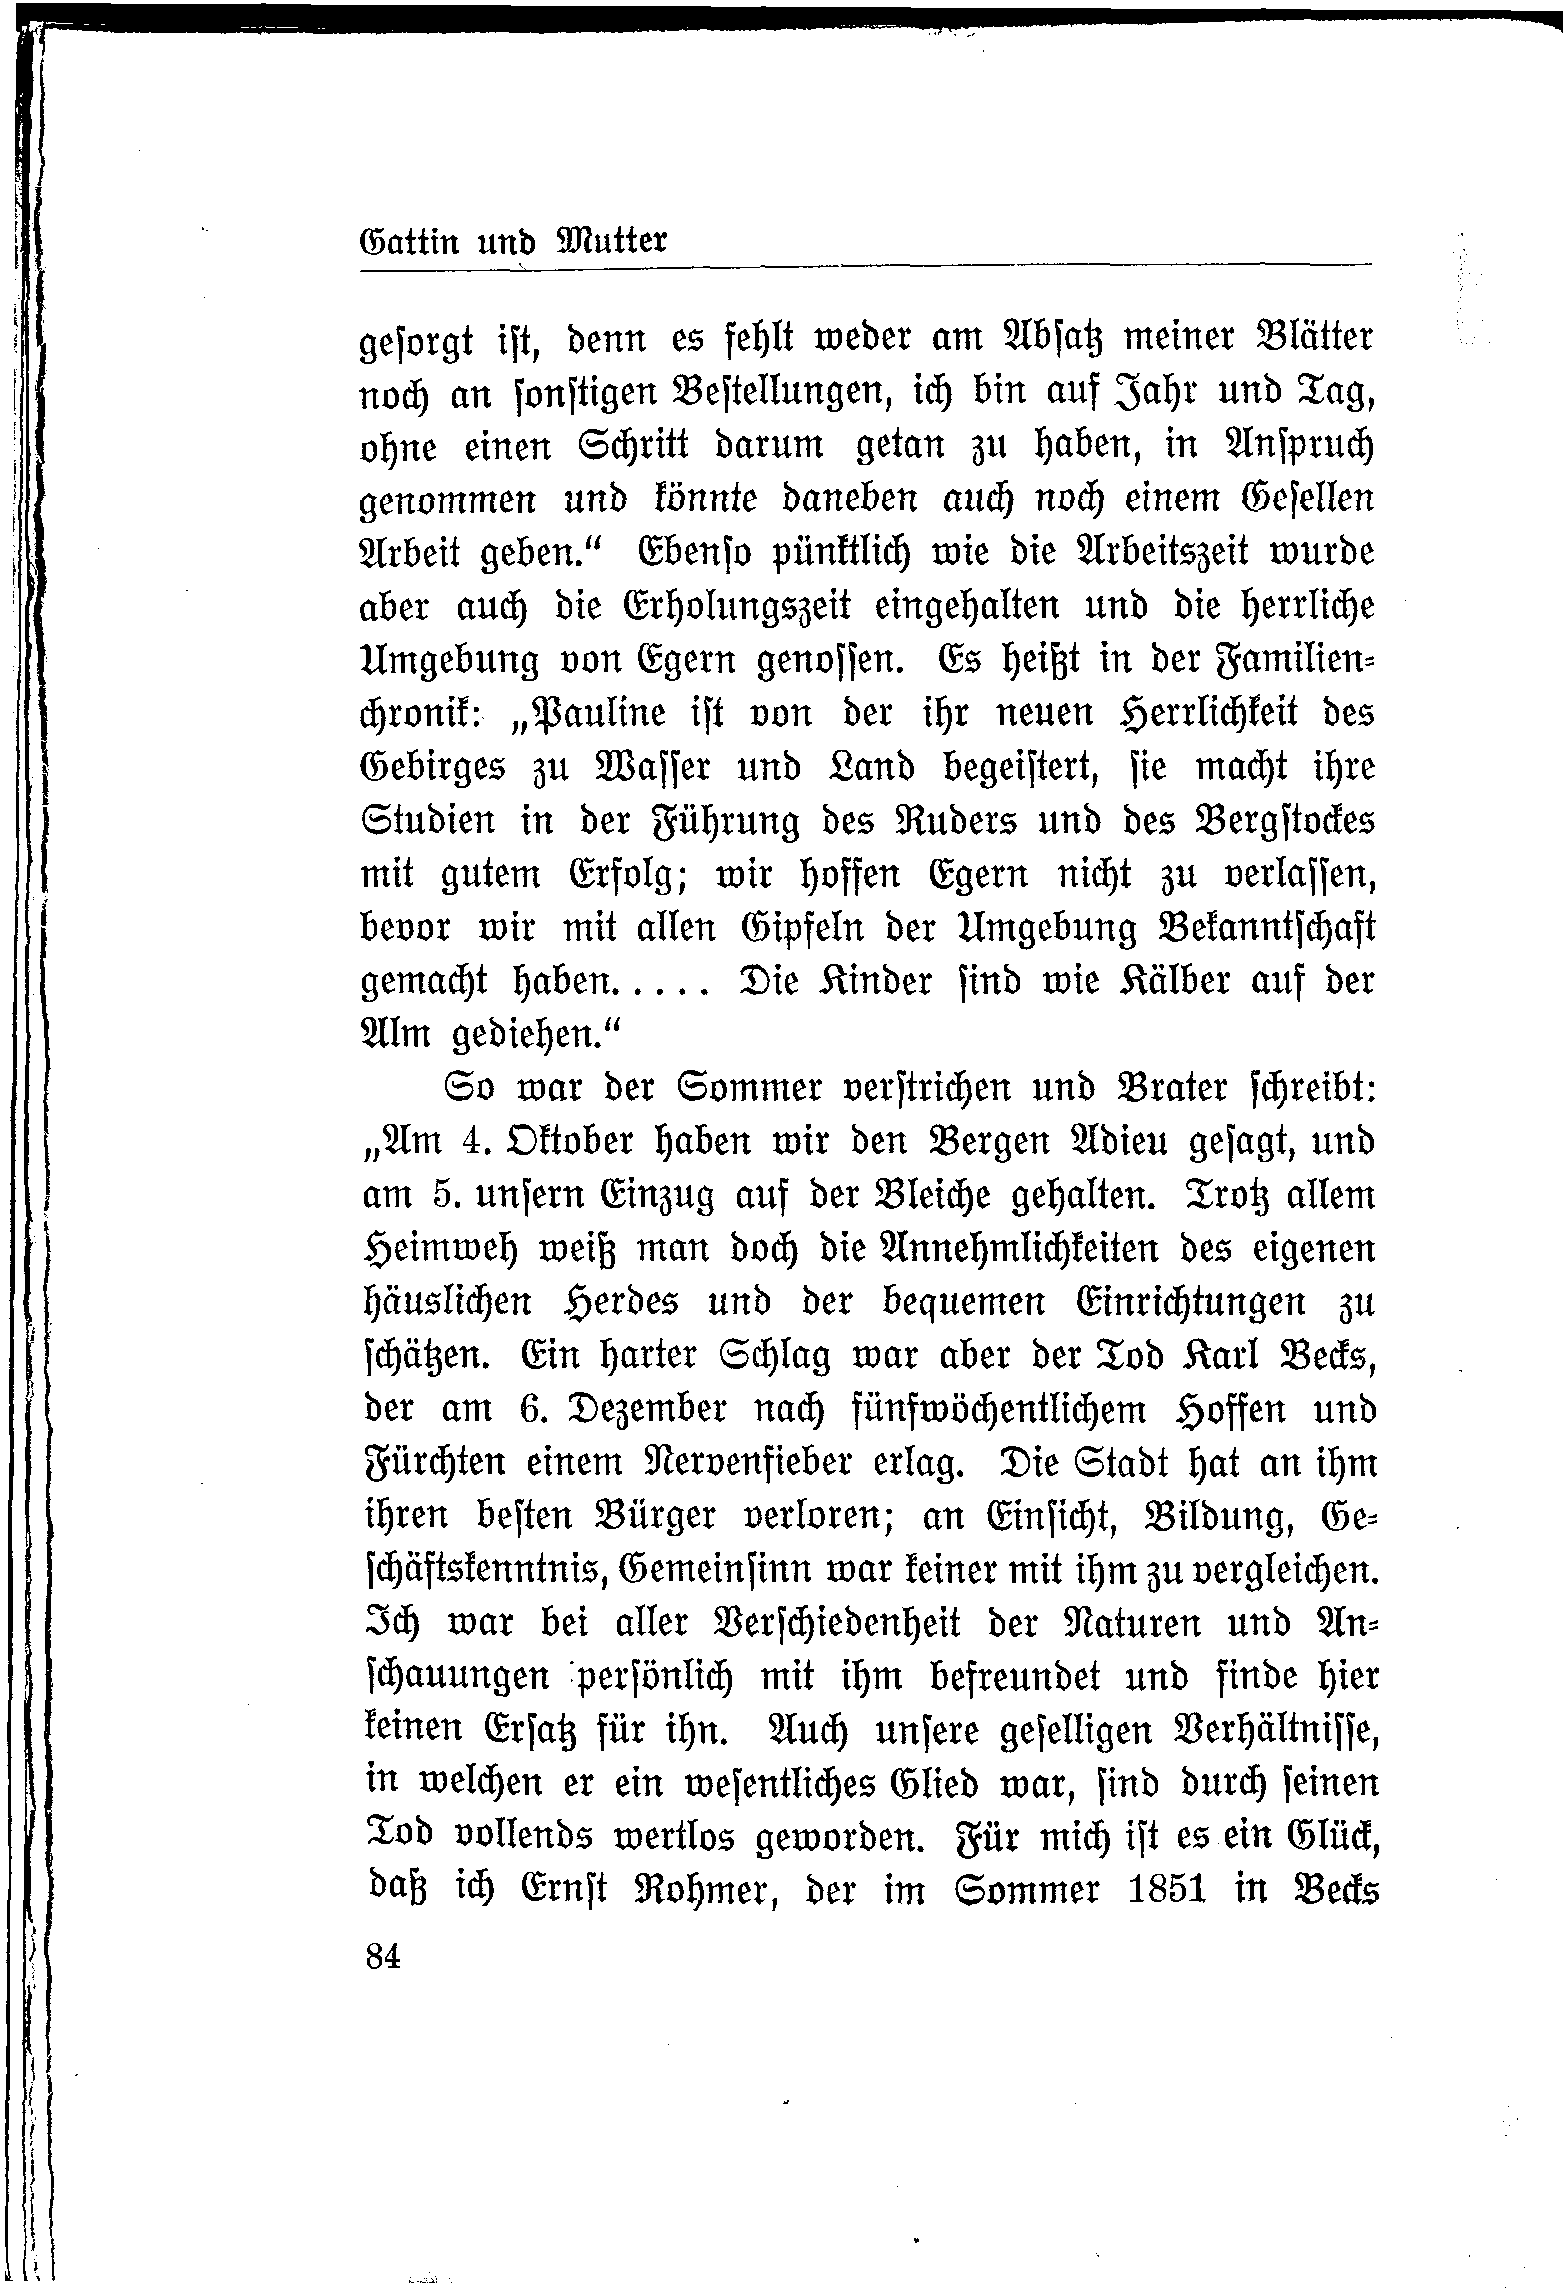 Gattin und Mutter
gesorgt ist, denn es fehlt weder am Absatz meiner Blätter
noch an sonstigen Bestellungen, ich bin auf Jahr und Tag,
ohne einen Schritt darum getan zu haben, in Anspruch
genommen und könnte daneben auch noch einem Gesellen
Arbeit geben.“ Ebenso pünktlich wie die Arbeitszeit wurde
aber auch die Erholungszeit eingehalten und die herrliche
Umgebung von Egern genossen. Es heißt in der Familien-
chronik: „Pauline ist von der ihr neuen Herrlichkeit des
Gebirges zu Wasser und Land begeistert, sie macht ihre
Studien in der Führung des Ruders und des Bergstockes
mit gutem Erfolg; wir hoffen Egern nicht zu verlassen,
bevor wir mit allen Gipfeln der Umgebung Bekanntschaft
gemacht haben..... Die Kinder sind wie Kälber auf der
Alm gediehen.“
So war der Sommer verstrichen und Brater schreibt:
„Am 4. Oktober haben wir den Bergen Adieu gesagt, und
am 5. unsern Einzug auf der Bleiche gehalten. Trotz allem
Heimweh weiß man doch die Annehmlichkeiten des eigenen
häuslichen Herdes und der bequemen Einrichtungen zu
schätzen. Ein harter Schlag war aber der Tod Karl Becks,
der am 6. Dezember nach fünfwöchentlichem Hoffen und
Fürchten einem Nervenfieber erlag. Die Stadt hat an ihm
ihren besten Bürger verloren; an Einsicht, Bildung, Ge-
schäftskenntnis, Gemeinsinn war keiner mit ihm zu vergleichen.
Ich war bei aller Verschiedenheit der Naturen und An-
schauungen persönlich mit ihm befreundet und finde hier
keinen Ersatz für ihn. Auch unsere geselligen Verhältnisse,
in welchen er ein wesentliches Glied war, sind durch seinen
Tod vollends wertlos geworden. Für mich ist es ein Glück,
daß ich Ernst Rohmer, der im Sommer 1851 in Becks
84